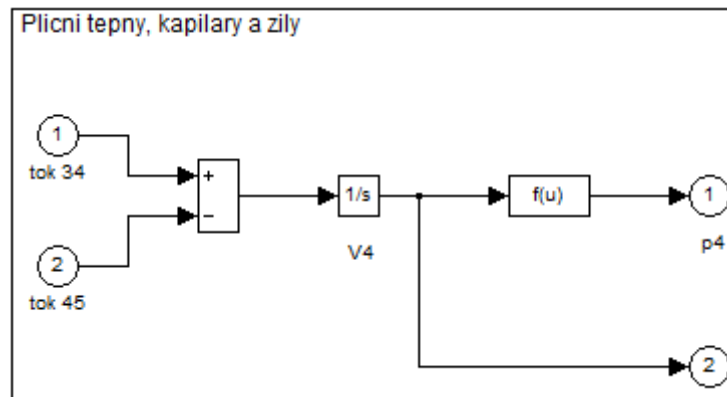 Plicni tepny, kapilary a zily
1
tok 34
+
−
1/s
V4
f(u)
1
p4
2
tok 45
2